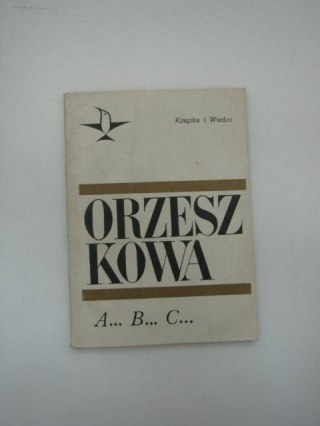 Książka i Wiedza
ORZESZ
KOWA
A... B... C...